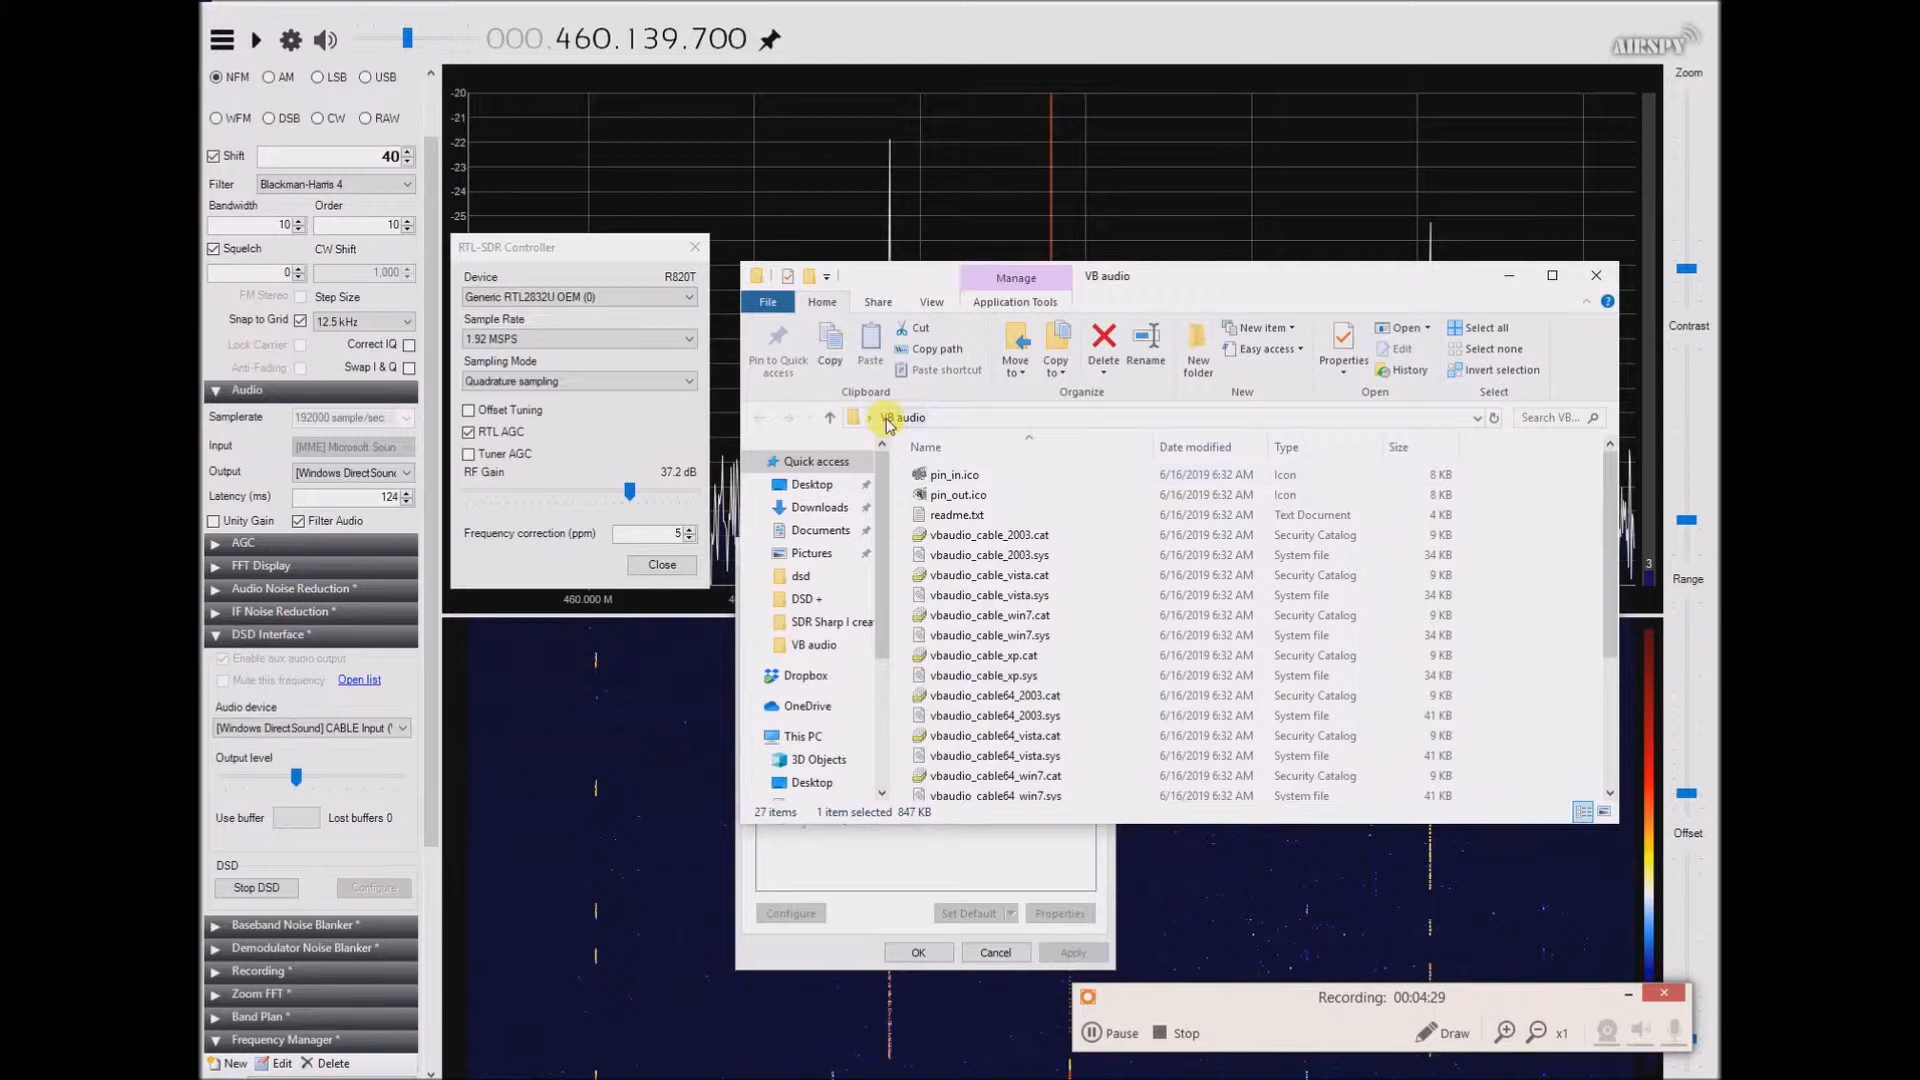 000.460.139.700
AIRSPY
NFM AM LSB USB
WFM DSB CW RAW
Shift 40
Filter Blackman-Harris 4
Bandwidth Order
10 10
Squelch CW Shift
0 1,000
FM Stereo Step Size
Snap to Grid 12.5 kHz
Lock Carrier Correct IQ
Anti-Fading Swap I & Q
Audio
Samplerate 192000 sample/sec
Input [MME] Microsoft Soun
Output [Windows DirectSound
Latency (ms) 124
Unity Gain Filter Audio
AGC
FFT Display
Audio Noise Reduction *
IF Noise Reduction *
DSD Interface *
Enable aux audio output
Mute this frequency Open list
Audio device
[Windows DirectSound] CABLE Input (V
Output level
Use buffer Lost buffers 0
DSD
Stop DSD Configure
Baseband Noise Blanker *
Demodulator Noise Blanker *
Recording *
Zoom FFT *
Band Plan *
Frequency Manager *
New Edit Delete
-20
-21
-22
-23
-24
-25
460.000 M
3
Zoom
Contrast
Range
Offset
RTL-SDR Controller
Device R820T
Generic RTL2832U OEM (0)
Sample Rate
1.92 MSPS
Sampling Mode
Quadrature sampling
Offset Tuning
RTL AGC
Tuner AGC
RF Gain 37.2 dB
Frequency correction (ppm) 5
Close
Manage VB audio
File Home Share View Application Tools
Pin to Quick access
Copy
Paste
Cut
Copy path
Paste shortcut
Clipboard
Move to
Copy to
Delete
Rename
Organize
New folder
New item
Easy access
New
Properties
Open
Edit
History
Open
Select all
Select none
Invert selection
Select
VB audio
Search VB...
Quick access
Desktop
Downloads
Documents
Pictures
dsd
DSD +
SDR Sharp I crea
VB audio
Dropbox
OneDrive
This PC
3D Objects
Desktop
Name Date modified Type Size
pin_in.ico 6/16/2019 6:32 AM Icon 8 KB
pin_out.ico 6/16/2019 6:32 AM Icon 8 KB
readme.txt 6/16/2019 6:32 AM Text Document 4 KB
vbaudio_cable_2003.cat 6/16/2019 6:32 AM Security Catalog 9 KB
vbaudio_cable_2003.sys 6/16/2019 6:32 AM System file 34 KB
vbaudio_cable_vista.cat 6/16/2019 6:32 AM Security Catalog 9 KB
vbaudio_cable_vista.sys 6/16/2019 6:32 AM System file 34 KB
vbaudio_cable_win7.cat 6/16/2019 6:32 AM Security Catalog 9 KB
vbaudio_cable_win7.sys 6/16/2019 6:32 AM System file 34 KB
vbaudio_cable_xp.cat 6/16/2019 6:32 AM Security Catalog 9 KB
vbaudio_cable_xp.sys 6/16/2019 6:32 AM System file 34 KB
vbaudio_cable64_2003.cat 6/16/2019 6:32 AM Security Catalog 9 KB
vbaudio_cable64_2003.sys 6/16/2019 6:32 AM System file 41 KB
vbaudio_cable64_vista.cat 6/16/2019 6:32 AM Security Catalog 9 KB
vbaudio_cable64_vista.sys 6/16/2019 6:32 AM System file 41 KB
vbaudio_cable64_win7.cat 6/16/2019 6:32 AM Security Catalog 9 KB
vbaudio_cable64_win7.sys 6/16/2019 6:32 AM System file 41 KB
27 items 1 item selected 847 KB
Configure Set Default Properties
OK Cancel Apply
Recording: 00:04:29
Pause Stop Draw x1